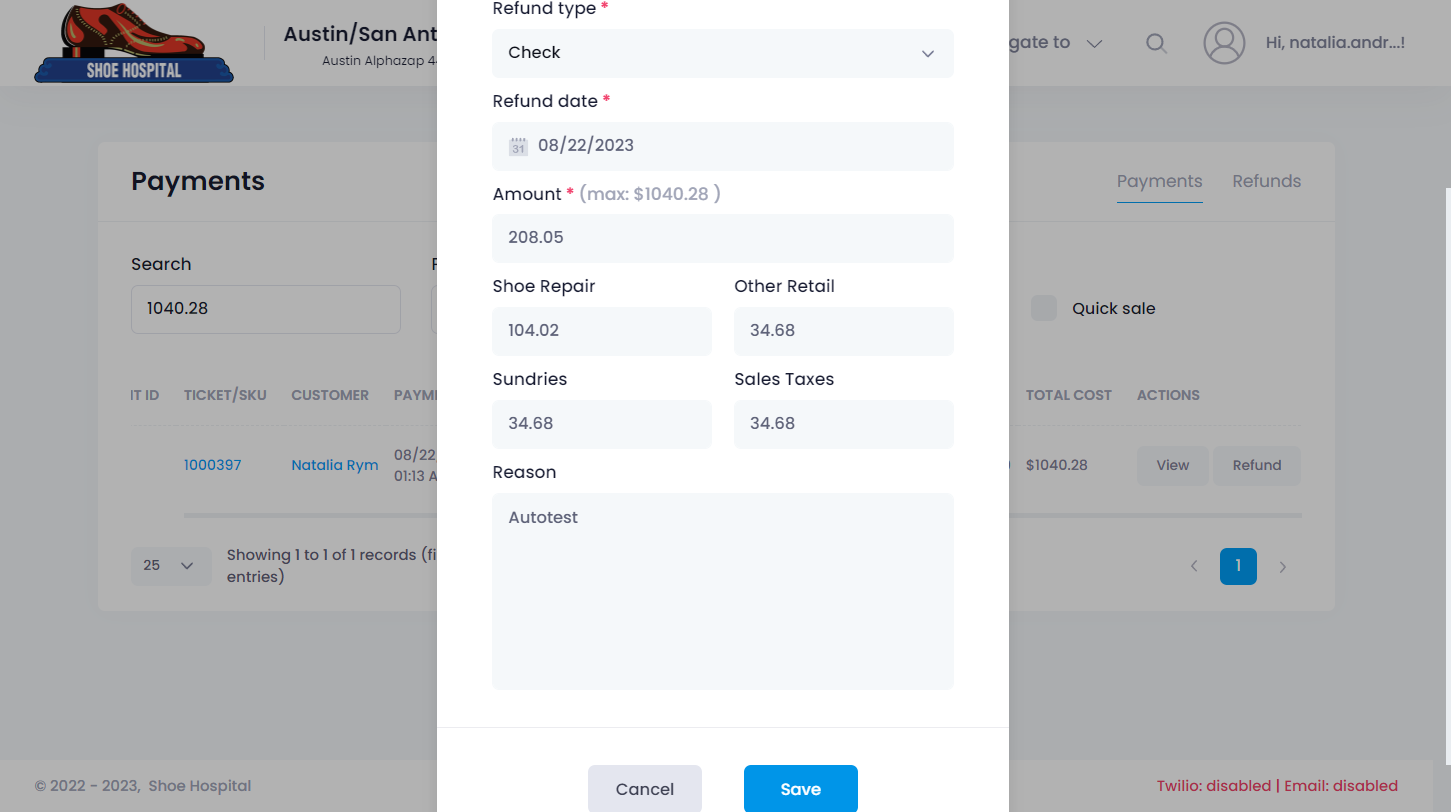 Refund type *
SHOE HOSPITAL
Austin/San Ant
Austin Alphazap 4
Check
gate to
Hi, natalia.andr...!
Refund date *
31 08/22/2023
Payments
Payments
Refunds
Amount * (max: $1040.28 )
208.05
Search
Shoe Repair
Other Retail
1040.28
104.02
34.68
Quick sale
Sundries
Sales Taxes
IT ID
TICKET/SKU
CUSTOMER
PAYM
TOTAL COST
ACTIONS
34.68
34.68
1000397
Natalia Rym
08/22
01:13 A
$1040.28
View
Refund
Reason
Autotest
25
Showing 1 to 1 of 1 records (fi
entries)
1
Cancel
Save
© 2022 - 2023, Shoe Hospital
Twilio: disabled | Email: disabled